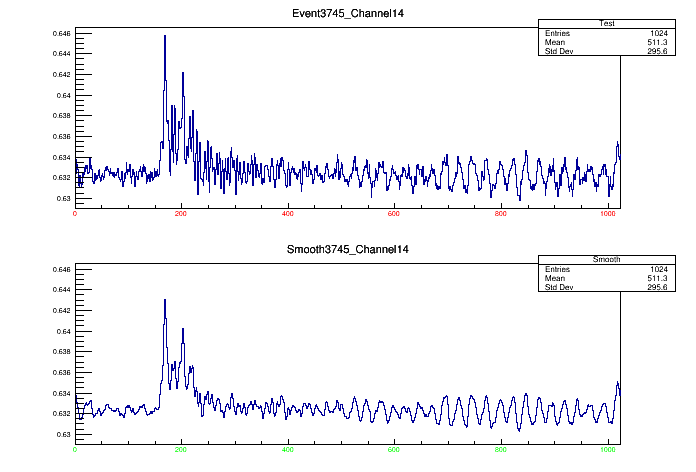 Event3745_Channel14
Test
Entries 1024
Mean 511.3
Std Dev 295.6
0.646
0.644
0.642
0.64
0.638
0.636
0.634
0.632
0.63
0 200 400 600 800 1000
Smooth3745_Channel14
Smooth
Entries 1024
Mean 511.3
Std Dev 295.6
0.646
0.644
0.642
0.64
0.638
0.636
0.634
0.632
0.63
0 200 400 600 800 1000